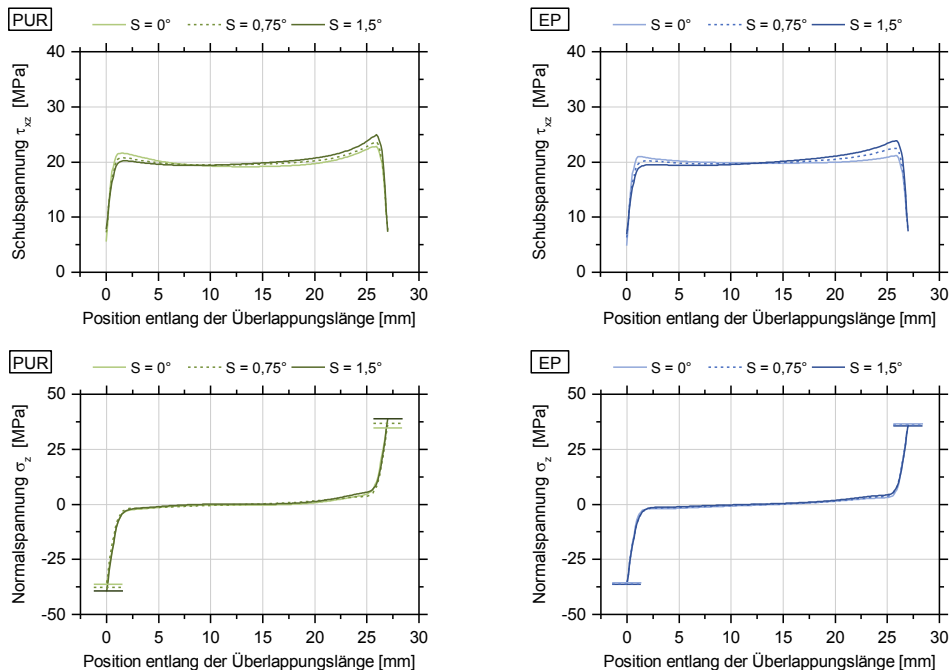 PUR S = 0° S = 0,75° S = 1,5°
40
30
20
10
0
Schubspannung τxz [MPa]
0 5 10 15 20 25 30
Position entlang der Überlappungslänge [mm]
EP S = 0° S = 0,75° S = 1,5°
40
30
20
10
0
Schubspannung τxz [MPa]
0 5 10 15 20 25 30
Position entlang der Überlappungslänge [mm]
PUR S = 0° S = 0,75° S = 1,5°
50
25
0
-25
-50
Normalspannung σz [MPa]
0 5 10 15 20 25 30
Position entlang der Überlappungslänge [mm]
EP S = 0° S = 0,75° S = 1,5°
50
25
0
-25
-50
Normalspannung σz [MPa]
0 5 10 15 20 25 30
Position entlang der Überlappungslänge [mm]